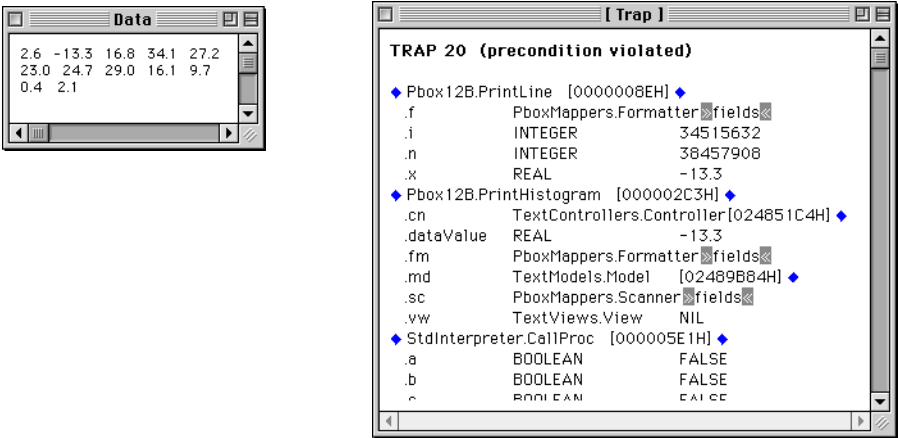 Data
2.6 -13.3 16.8 34.1 27.2
23.0 24.7 29.0 16.1 9.7
0.4 2.1
[ Trap ]
TRAP 20 (precondition violated)
Pbox12B.PrintLine [0000008EH]
.f PboxMappers.Formatter»fields«
.i INTEGER 34515632
.n INTEGER 38457908
.x REAL -13.3
Pbox12B.PrintHistogram [000002C3H]
.cn TextControllers.Controller[024851C4H]
.dataValue REAL -13.3
.fm PboxMappers.Formatter»fields«
.md TextModels.Model [02489B84H]
.sc PboxMappers.Scanner»fields«
.vw TextViews.View NIL
StdInterpreter.CallProc [000005E1H]
.a BOOLEAN FALSE
.b BOOLEAN FALSE
.c BOOLEAN FALSE